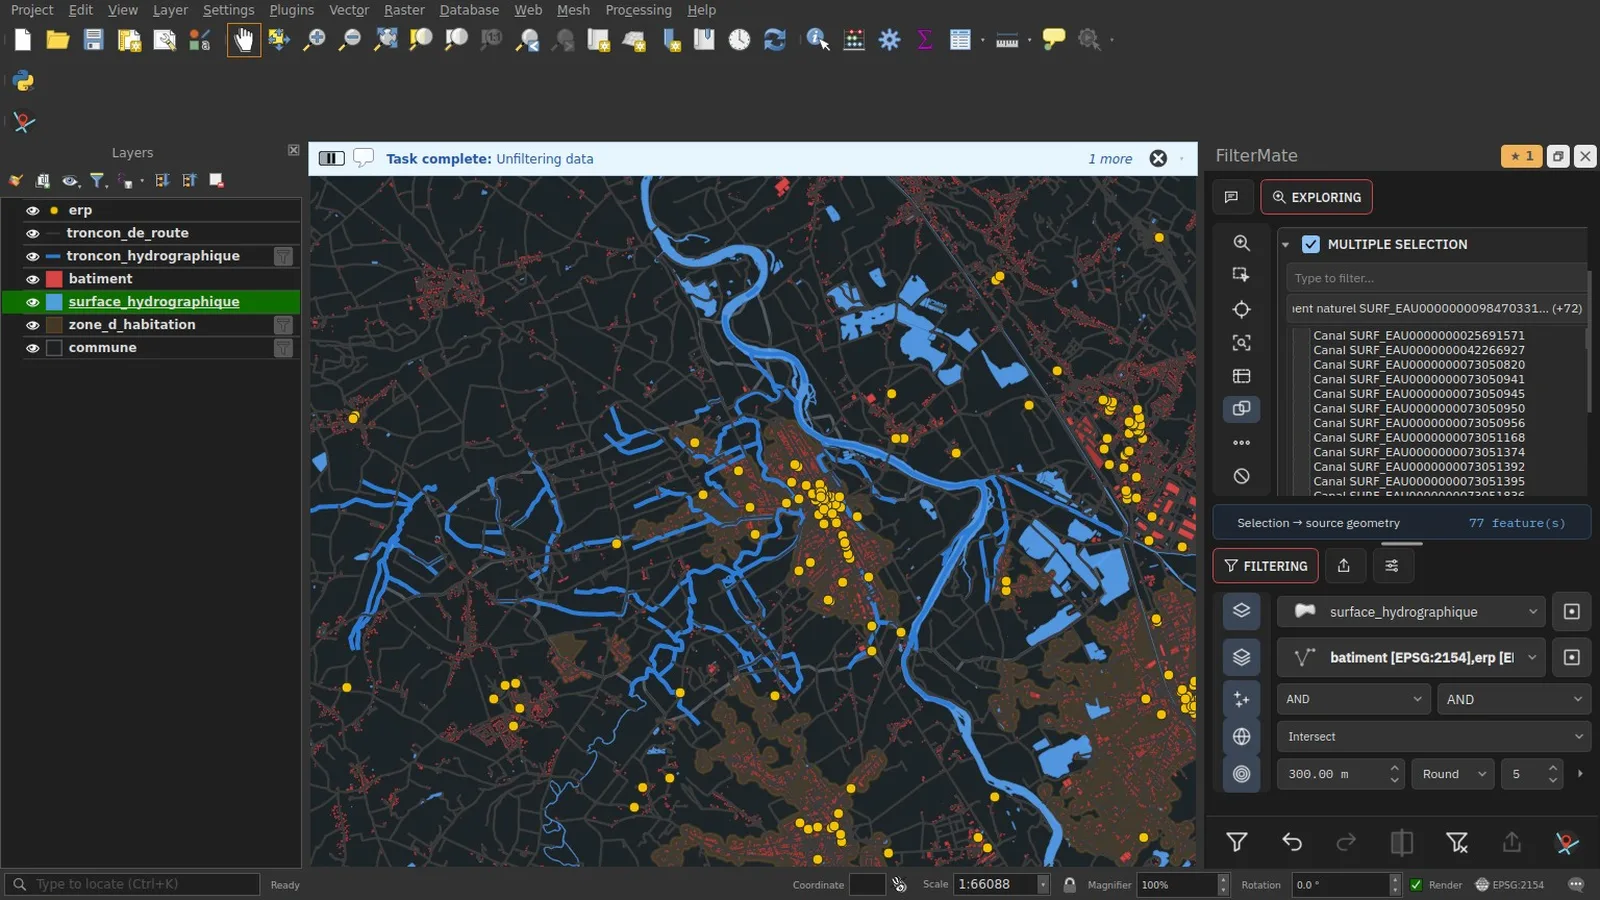 Project Edit View Layer Settings Plugins Vector Raster Database Web Mesh Processing Help
Layers
erp
troncon_de_route
troncon_hydrographique
batiment
surface_hydrographique
zone_d_habitation
commune
Task complete: Unfiltering data
1 more
FilterMate
★ 1
EXPLORING
MULTIPLE SELECTION
Type to filter...
ent naturel SURF_EAU0000000098470331... (+72)
Canal SURF_EAU0000000025691571
Canal SURF_EAU0000000042266927
Canal SURF_EAU0000000073050820
Canal SURF_EAU0000000073050941
Canal SURF_EAU0000000073050945
Canal SURF_EAU0000000073050950
Canal SURF_EAU0000000073050956
Canal SURF_EAU0000000073051168
Canal SURF_EAU0000000073051374
Canal SURF_EAU0000000073051392
Canal SURF_EAU0000000073051395
Selection → source geometry 77 feature(s)
FILTERING
surface_hydrographique
batiment [EPSG:2154],erp [E
AND AND
Intersect
300.00 m Round 5
Type to locate (Ctrl+K)
Ready
Coordinate
Scale 1:66088
Magnifier 100%
Rotation 0.0 °
Render
EPSG:2154